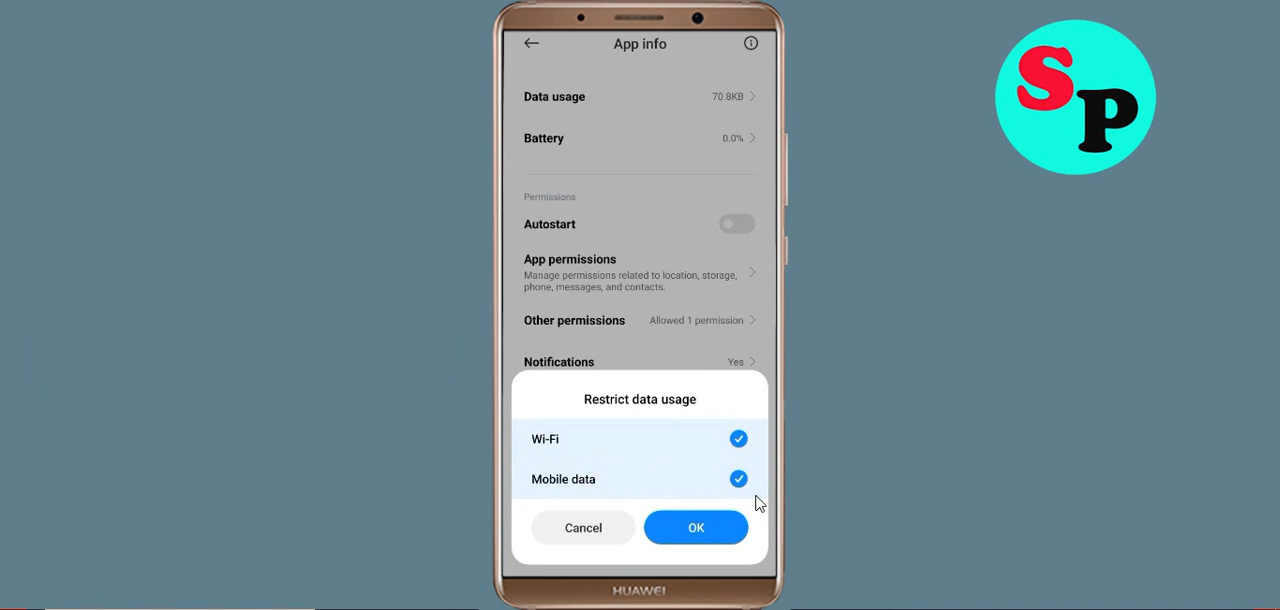 App info
Data usage 70.8KB
Battery 0.0%
Permissions
Autostart
App permissions
Manage permissions related to location, storage,
phone, messages, and contacts.
Other permissions Allowed 1 permission
Notifications Yes
Restrict data usage
Wi-Fi
Mobile data
Cancel OK
HUAWEI
SP